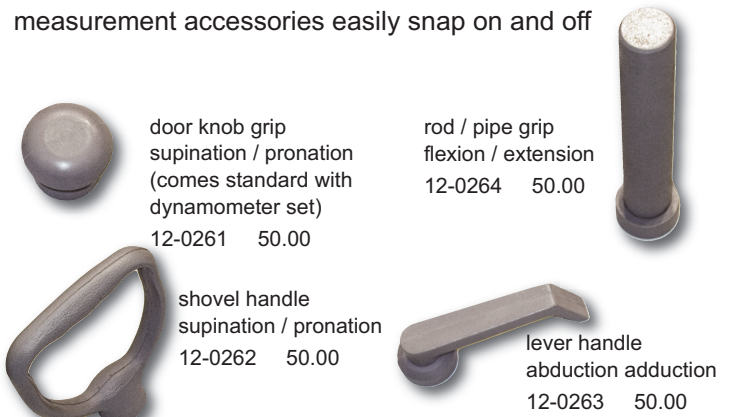 measurement accessories easily snap on and off
door knob grip
supination / pronation
(comes standard with
dynamometer set)
12-0261 50.00
rod / pipe grip
flexion / extension
12-0264 50.00
shovel handle
supination / pronation
12-0262 50.00
lever handle
abduction adduction
12-0263 50.00